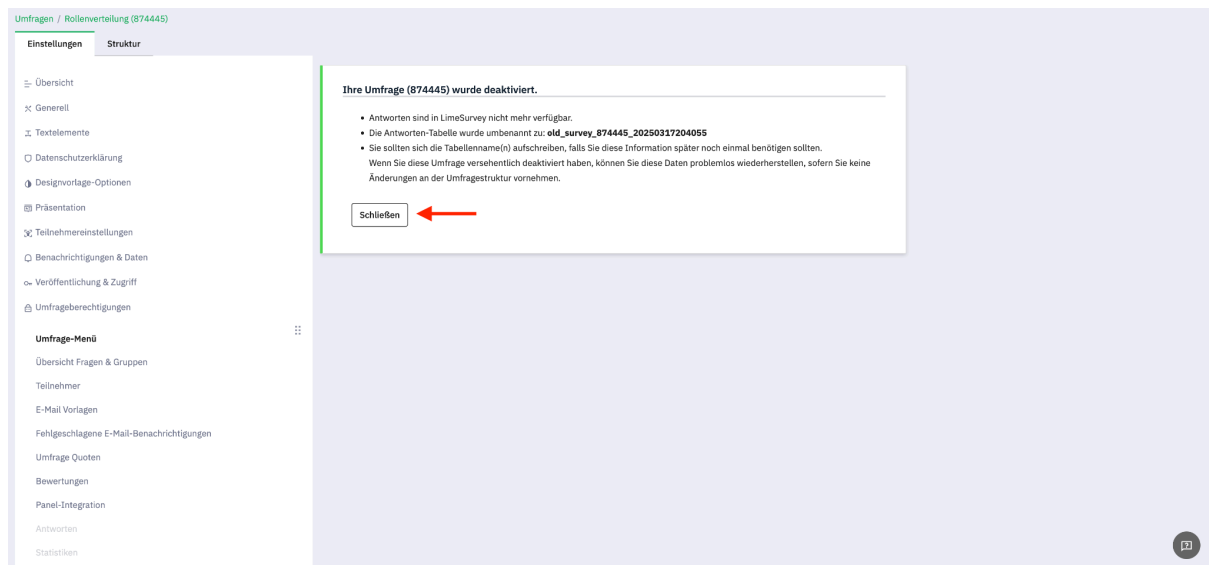 Umfragen / Rollenverteilung (874445)
Einstellungen Struktur
Übersicht
Generell
Textelemente
Datenschutzerklärung
Designvorlage-Optionen
Präsentation
Teilnehmereinstellungen
Benachrichtigungen & Daten
Veröffentlichung & Zugriff
Umfrageberechtigungen
Umfrage-Menü
Übersicht Fragen & Gruppen
Teilnehmer
E-Mail Vorlagen
Fehlgeschlagene E-Mail-Benachrichtigungen
Umfrage Quoten
Bewertungen
Panel-Integration
Antworten
Statistiken
Ihre Umfrage (874445) wurde deaktiviert.
• Antworten sind in LimeSurvey nicht mehr verfügbar.
• Die Antworten-Tabelle wurde umbenannt zu: old_survey_874445_20250317204055
• Sie sollten sich die Tabellenname(n) aufschreiben, falls Sie diese Information später noch einmal benötigen sollten.
Wenn Sie diese Umfrage versehentlich deaktiviert haben, können Sie diese Daten problemlos wiederherstellen, sofern Sie keine
Änderungen an der Umfragestruktur vornehmen.
Schließen